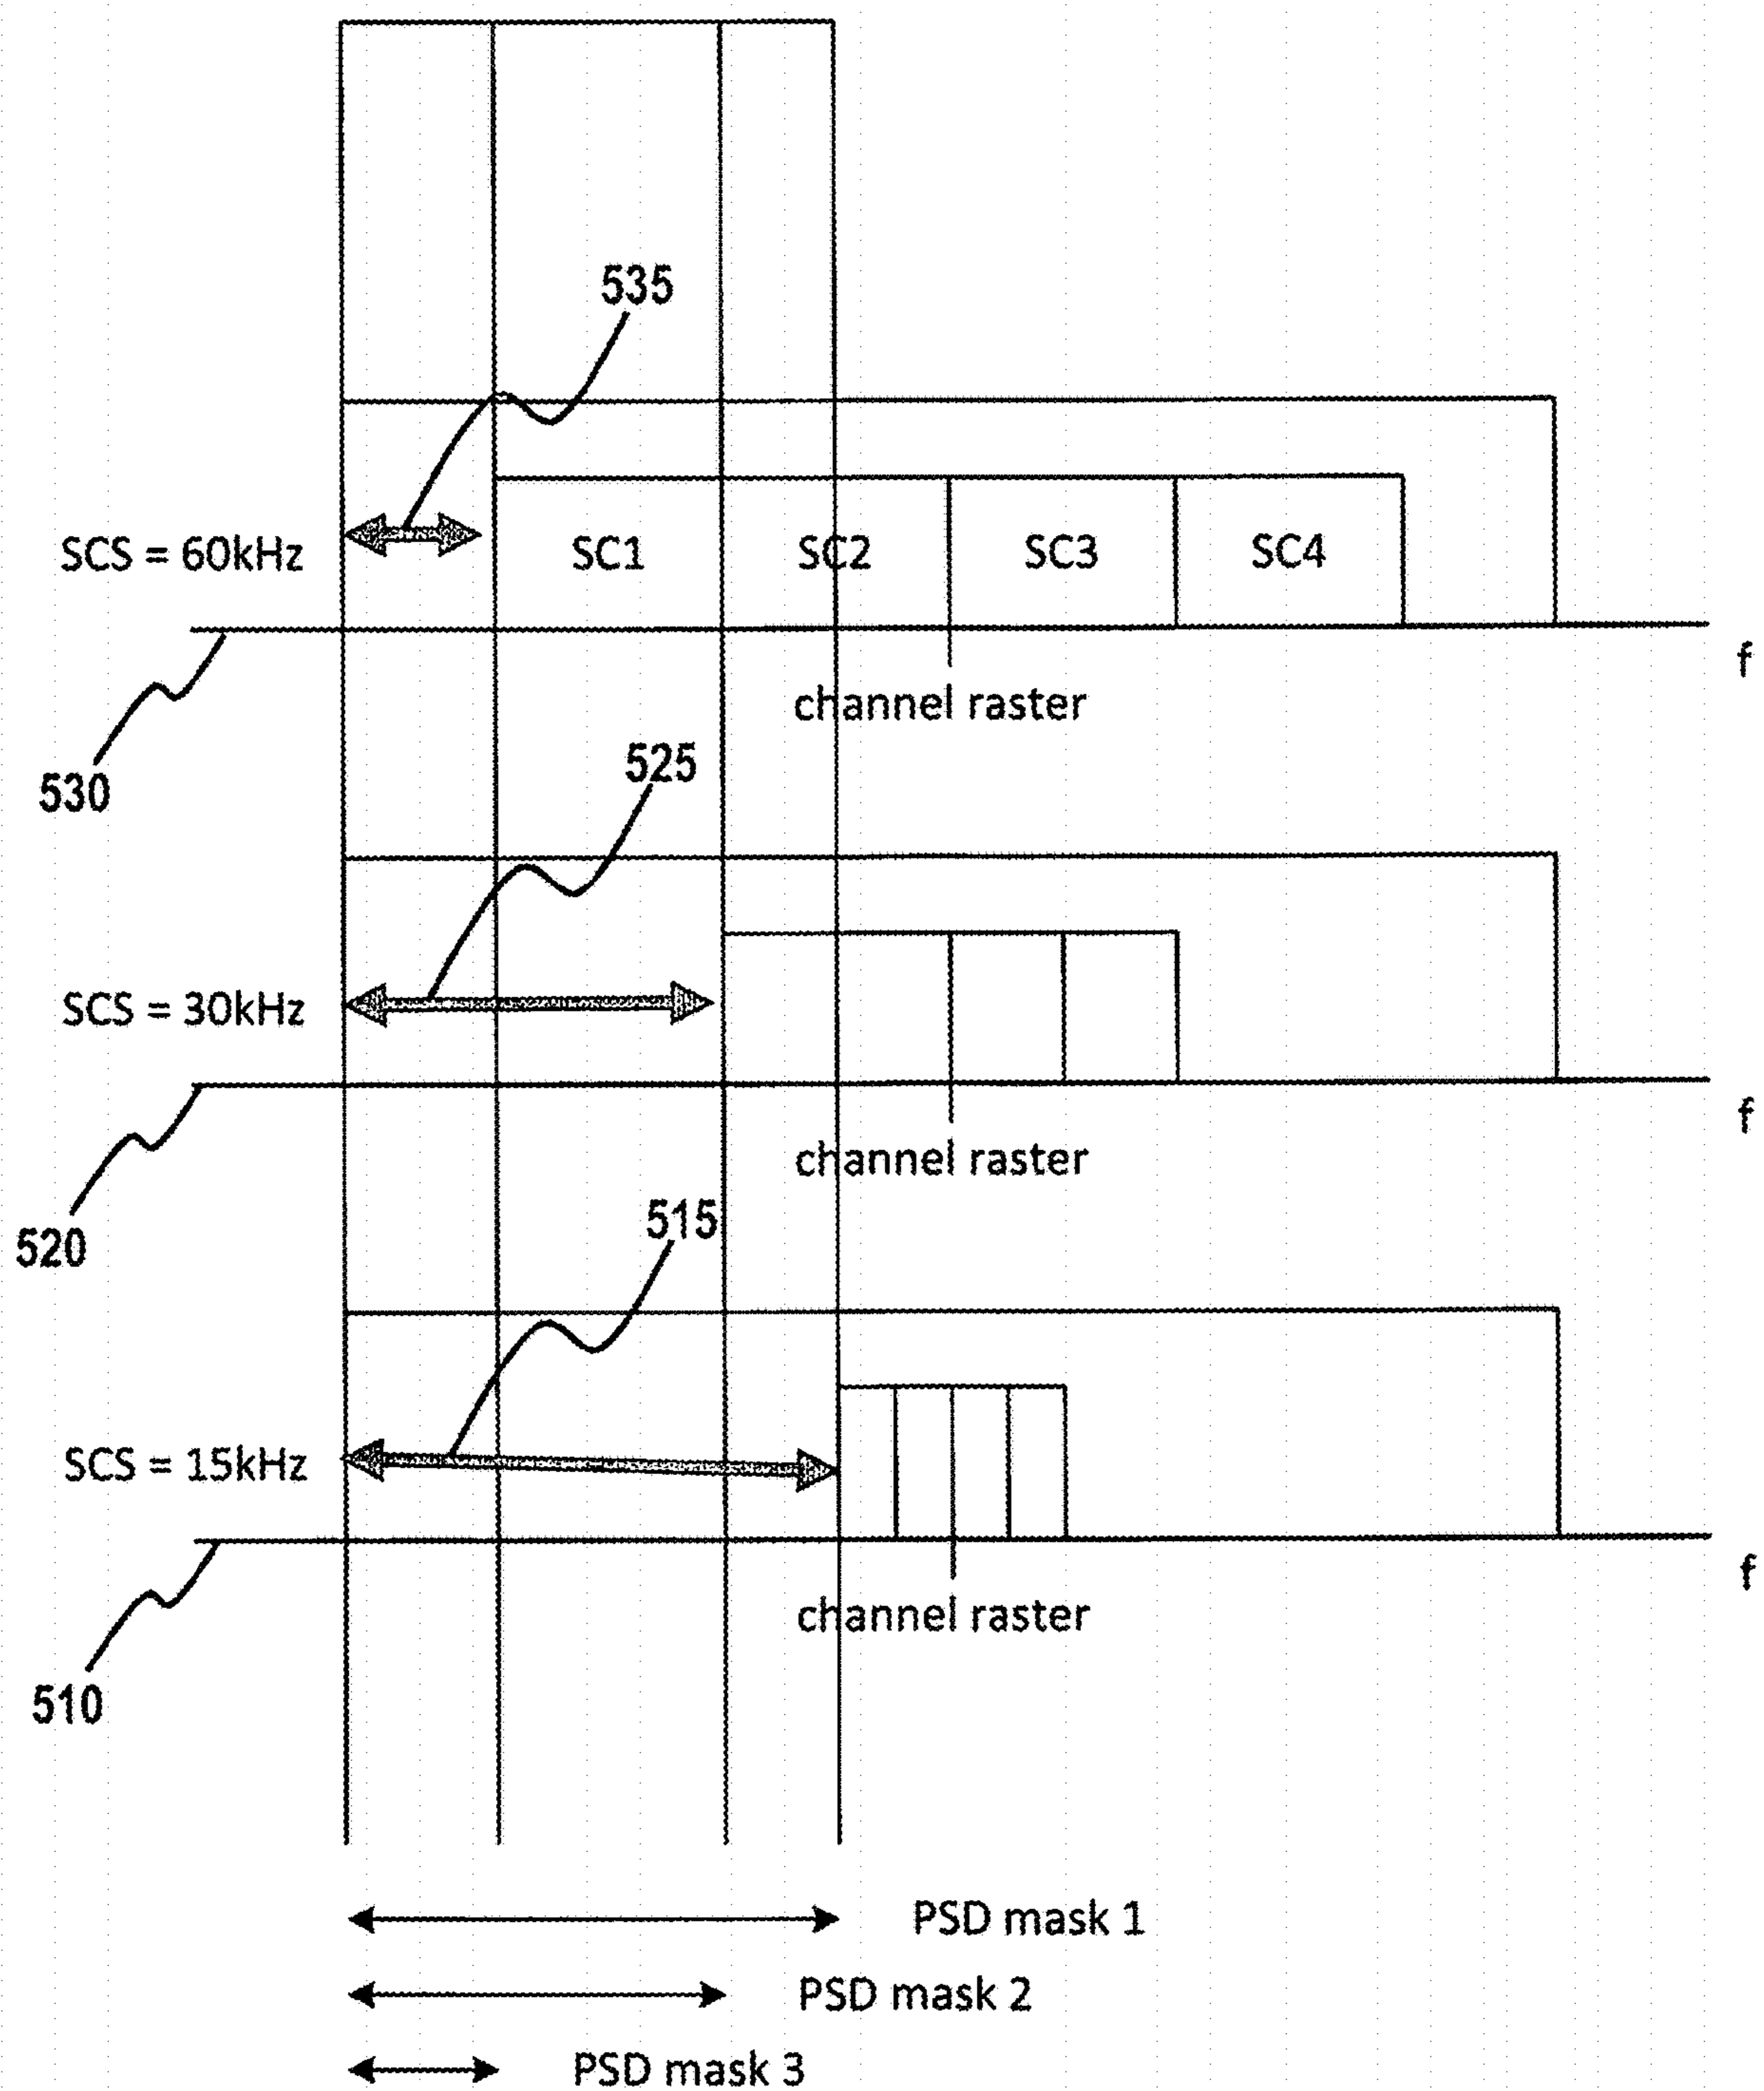 535
SCS = 60kHz
SC1
SC2
SC3
SC4
f
channel raster
530
525
SCS = 30kHz
f
channel raster
520
515
SCS = 15kHz
f
channel raster
510
PSD mask 1
PSD mask 2
PSD mask 3